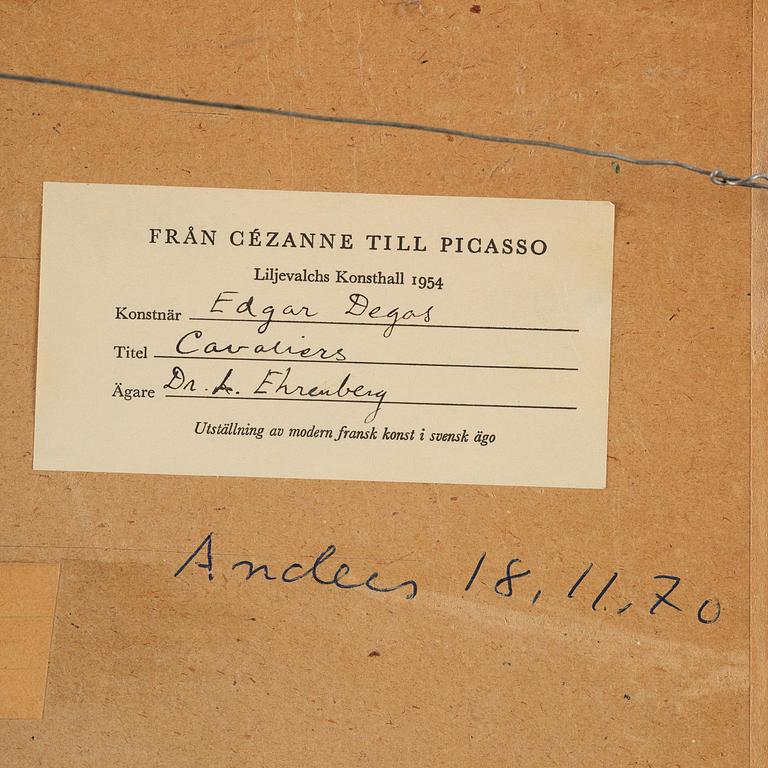 FRÅN CÉZANNE TILL PICASSO
Liljevalchs Konsthall 1954
Konstnär Edgar Degas
Titel Cavaliers
Ägare Dr. L. Ehrenberg
Utställning av modern fransk konst i svensk ägo
Anders 18,11,70